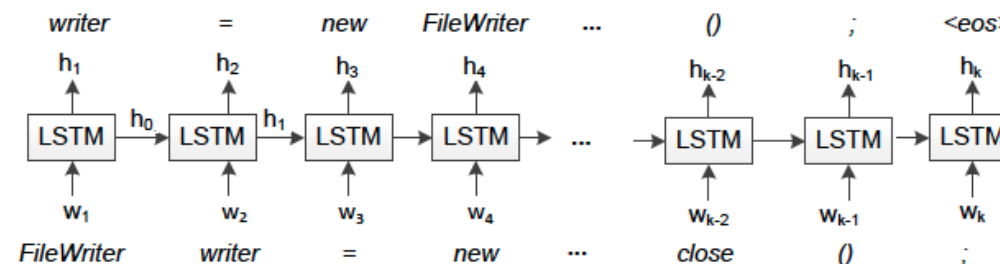 writer = new FileWriter ... () ; <eos>
h1 h2 h3 h4 hk-2 hk-1 hk
h0 h1
LSTM LSTM LSTM LSTM ... LSTM LSTM LSTM
w1 w2 w3 w4 wk-2 wk-1 wk
FileWriter writer = new ... close () ;